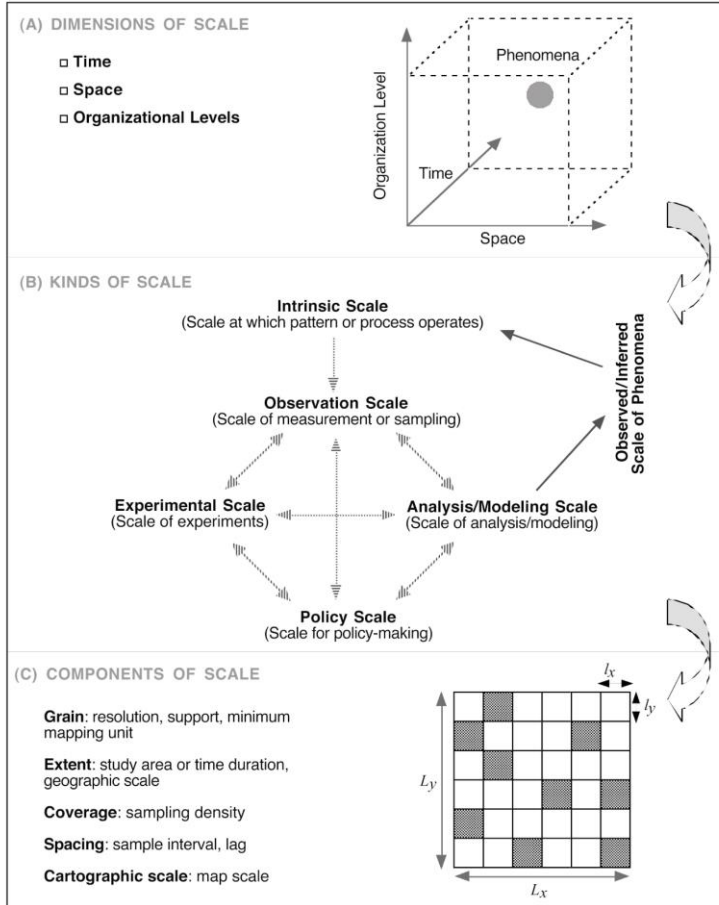 (A) DIMENSIONS OF SCALE
□ Time
□ Space
□ Organizational Levels
Phenomena
Organization Level
Time
Space
(B) KINDS OF SCALE
Intrinsic Scale
(Scale at which pattern or process operates)
Observed/Inferred
Scale of Phenomena
Observation Scale
(Scale of measurement or sampling)
Experimental Scale
(Scale of experiments)
Analysis/Modeling Scale
(Scale of analysis/modeling)
Policy Scale
(Scale for policy-making)
(C) COMPONENTS OF SCALE
Grain: resolution, support, minimum
mapping unit
Extent: study area or time duration,
geographic scale
Coverage: sampling density
Spacing: sample interval, lag
Cartographic scale: map scale
lx
ly
Ly
Lx